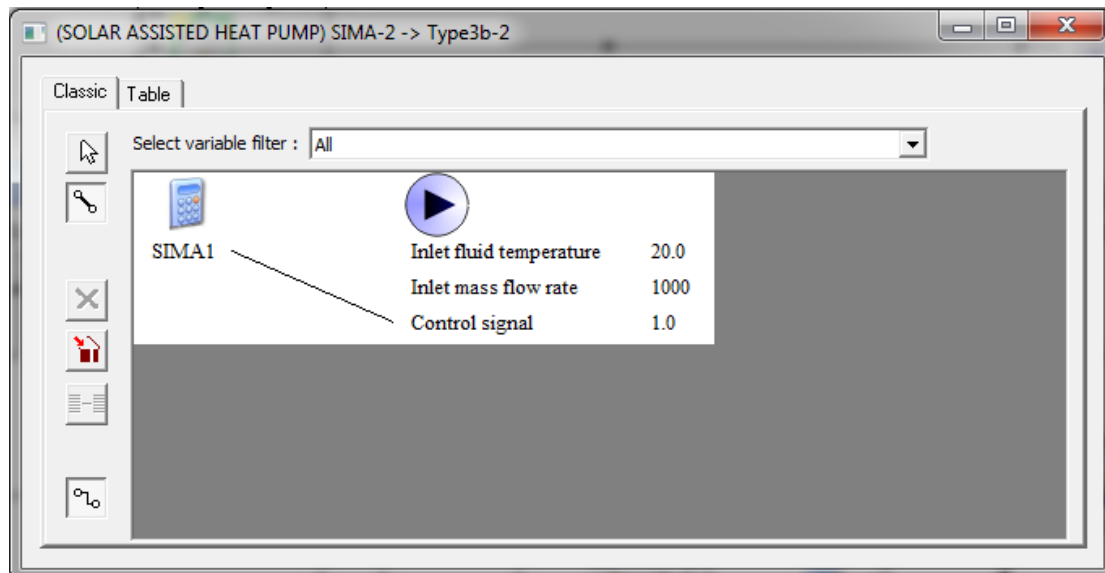 (SOLAR ASSISTED HEAT PUMP) SIMA-2 -> Type3b-2
Classic Table
Select variable filter : All
SIMA1 Inlet fluid temperature 20.0
Inlet mass flow rate 1000
Control signal 1.0